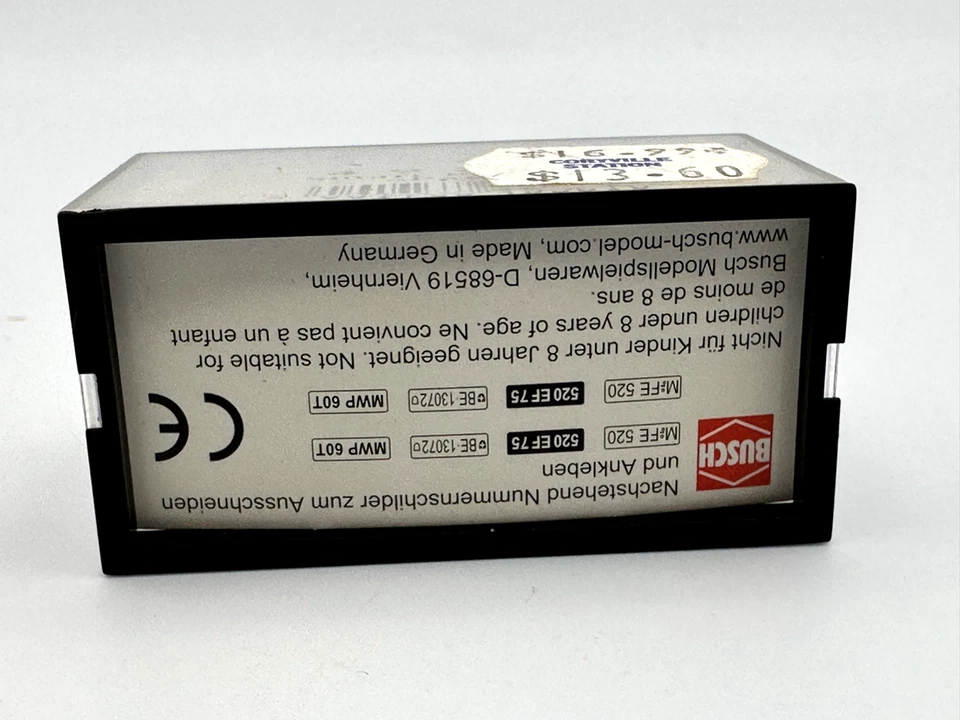 Nachstehend Nummernschilder zum Ausschneiden
und Ankleben
BUSCH
M FE 520 520 EF 75 BE·13072 MWP 60T
M FE 520 520 EF 75 BE·13072 MWP 60T
CE
Nicht für Kinder unter 8 Jahren geeignet. Not suitable for
children under 8 years of age. Ne convient pas à un enfant
de moins de 8 ans.
Busch Modellspielwaren, D-68519 Viernheim,
www.busch-model.com, Made in Germany
$16.99*
CORYVILLE
STATION
$13.60